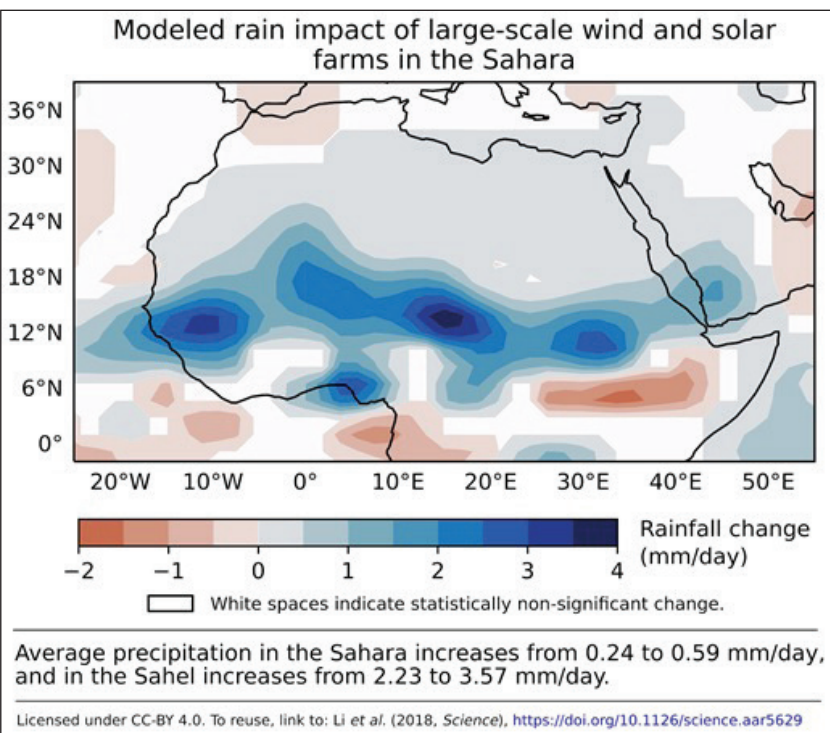 Modeled rain impact of large-scale wind and solar
farms in the Sahara
36°N
30°N
24°N
18°N
12°N
6°N
0°
20°W 10°W 0° 10°E 20°E 30°E 40°E 50°E
Rainfall change
(mm/day)
−2 −1 0 1 2 3 4
White spaces indicate statistically non-significant change.
Average precipitation in the Sahara increases from 0.24 to 0.59 mm/day,
and in the Sahel increases from 2.23 to 3.57 mm/day.
Licensed under CC-BY 4.0. To reuse, link to: Li et al. (2018, Science), https://doi.org/10.1126/science.aar5629